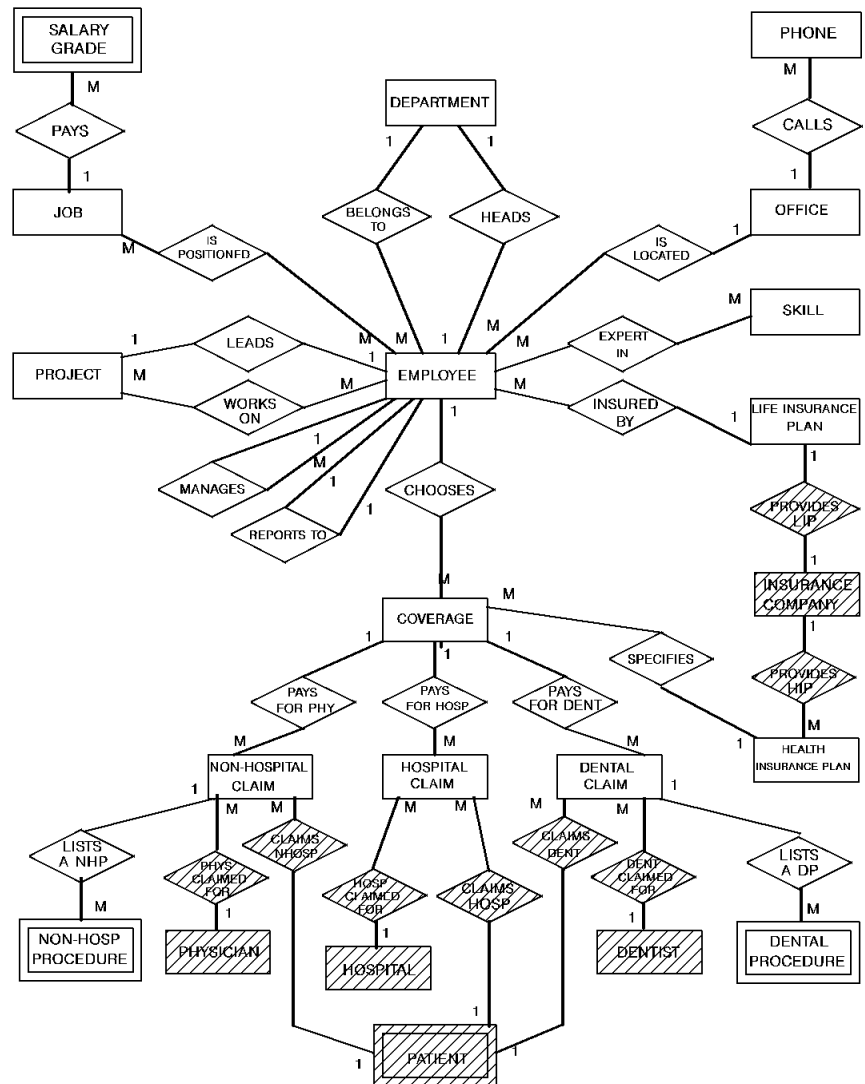 SALARY
GRADE
PHONE
M
M
DEPARTMENT
PAYS
CALLS
1
1
1
1
JOB
BELONGS
TO
HEADS
OFFICE
M
IS
POSITIONED
IS
LOCATED
1
M
SKILL
M
M
1
M
M
1
LEADS
1
M
EXPERT
IN
PROJECT
M
EMPLOYEE
WORKS
ON
M
M
INSURED
BY
1
LIFE INSURANCE
PLAN
1
1
1
M
MANAGES
1
CHOOSES
REPORTS TO
1
PROVIDES
LIP
1
M
M
INSURANCE
COMPANY
COVERAGE
1
1
1
1
SPECIFIES
PAYS
FOR PHY
PAYS
FOR HOSP
PAYS
FOR DENT
PROVIDES
HIP
M
M
M
M
1
NON-HOSPITAL
CLAIM
HOSPITAL
CLAIM
DENTAL
CLAIM
HEALTH
INSURANCE PLAN
1
M
M
M
M
M
M
1
LISTS
A NHP
CLAIMS
NHOSP
CLAIMS
DENT
LISTS
A DP
PHYS
CLAIMED
FOR
HOSP
CLAIMED
FOR
CLAIMS
HOSP
DENT
CLAIMED
FOR
M
1
1
1
M
NON-HOSP
PROCEDURE
PHYSICIAN
HOSPITAL
DENTIST
DENTAL
PROCEDURE
1
1
1
PATIENT